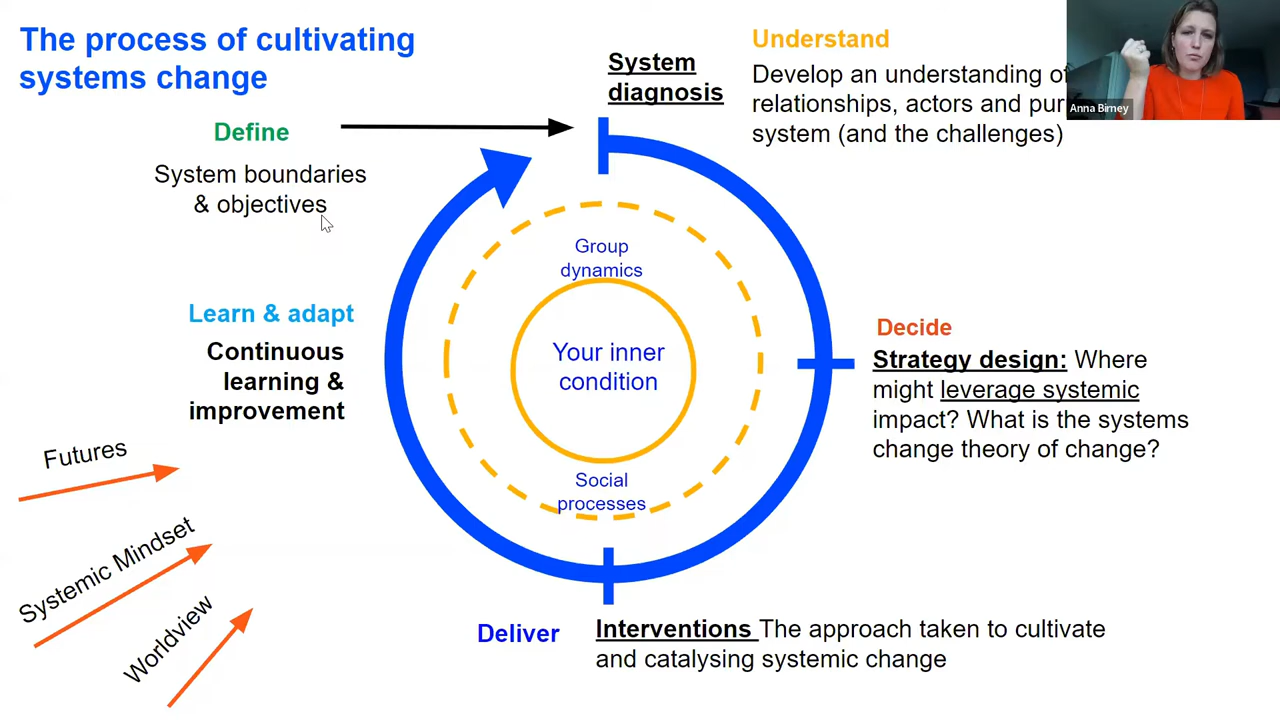 The process of cultivating
systems change
Define
System boundaries
& objectives
System
diagnosis
Understand
Develop an understanding of
relationships, actors and
system (and the challenges)
Anna Birney
Group
dynamics
Your inner
condition
Social
processes
Decide
Strategy design: Where
might leverage systemic
impact? What is the systems
change theory of change?
Learn & adapt
Continuous
learning &
improvement
Futures
Systemic Mindset
Worldview
Deliver
Interventions The approach taken to cultivate
and catalysing systemic change